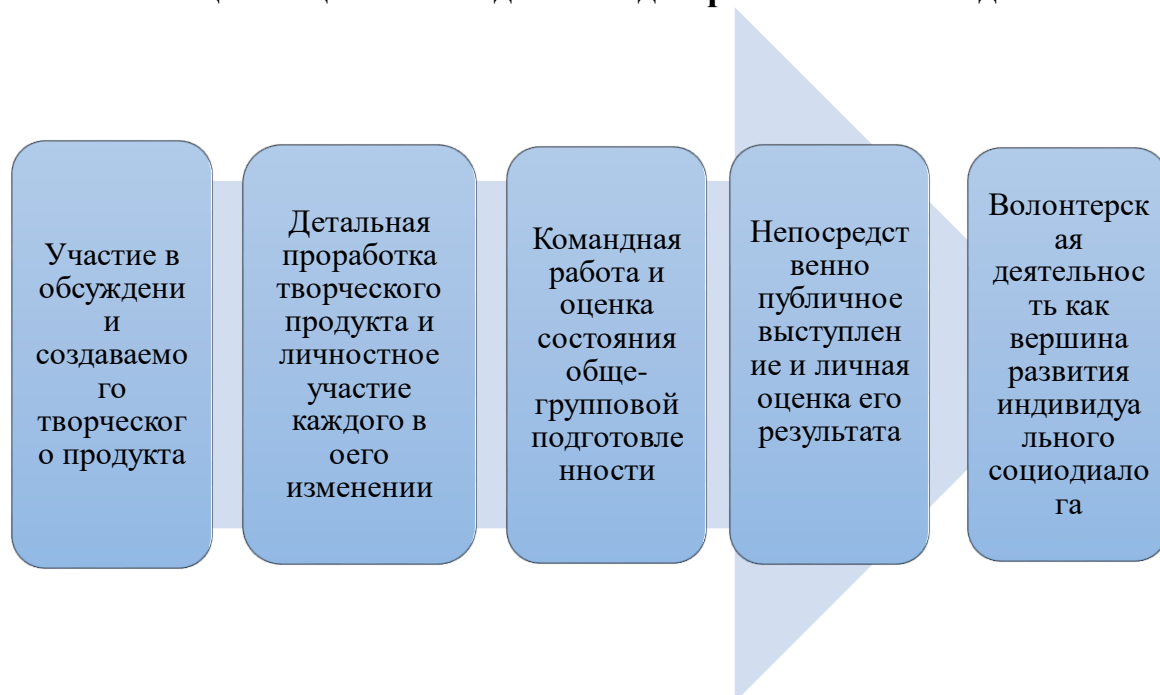 Участие в
обсуждени
и
создаваемо
го
творческог
о продукта
Детальная
проработка
творческого
продукта и
личностное
участие
каждого в
оего
изменении
Командная
работа и
оценка
состояния
обще-
групповой
подготовле
нности
Непосредст
венно
публичное
выступлен
ие и личная
оценка его
результата
Волонтерск
ая
деятельнос
ть как
вершина
развития
индивидуа
льного
социодиало
га